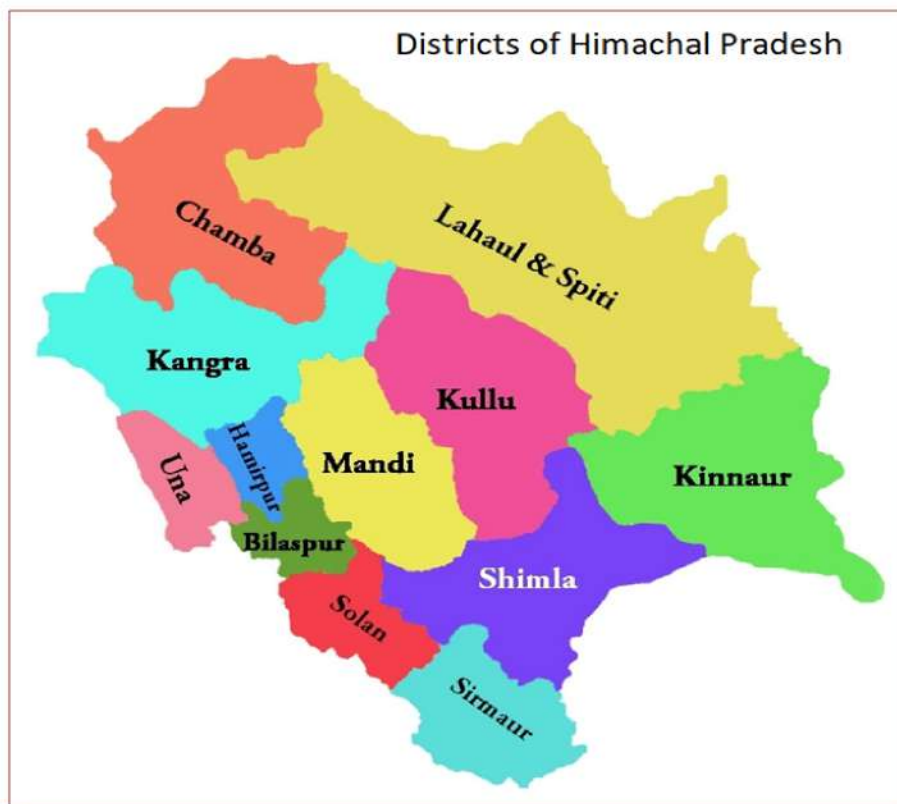 Districts of Himachal Pradesh
Chamba
Lahaul & Spiti
Kangra
Kullu
Hamirpur
Mandi
Una
Kinnaur
Bilaspur
Shimla
Solan
Sirmaur